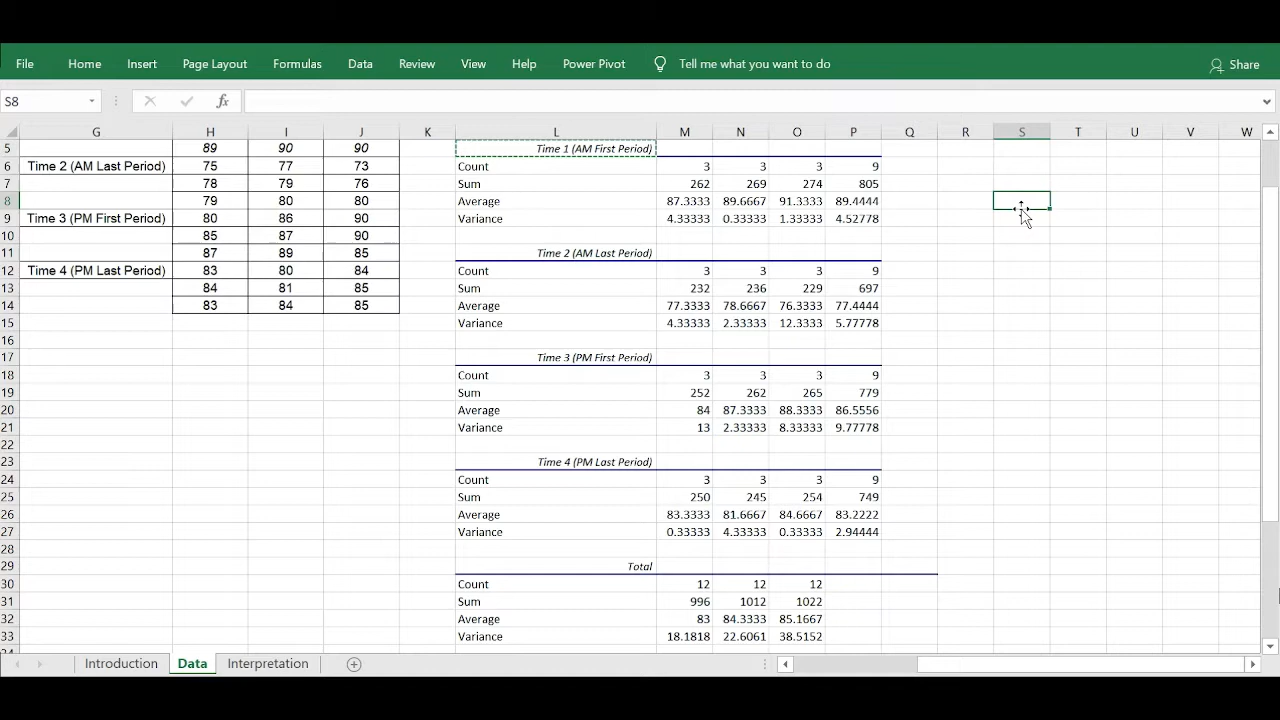 File Home Insert Page Layout Formulas Data Review View Help Power Pivot Tell me what you want to do Share
S8 fx
G H I J K L M N O P Q R S T U V W
5 89 90 90 Time 1 (AM First Period)
6 Time 2 (AM Last Period) 75 77 73 Count 3 3 3 9
7 78 79 76 Sum 262 269 274 805
8 79 80 80 Average 87.3333 89.6667 91.3333 89.4444
9 Time 3 (PM First Period) 80 86 90 Variance 4.33333 0.33333 1.33333 4.52778
10 85 87 90
11 87 89 85 Time 2 (AM Last Period)
12 Time 4 (PM Last Period) 83 80 84 Count 3 3 3 9
13 84 81 85 Sum 232 236 229 697
14 83 84 85 Average 77.3333 78.6667 76.3333 77.4444
15 Variance 4.33333 2.33333 12.3333 5.77778
16
17 Time 3 (PM First Period)
18 Count 3 3 3 9
19 Sum 252 262 265 779
20 Average 84 87.3333 88.3333 86.5556
21 Variance 13 2.33333 8.33333 9.77778
22
23 Time 4 (PM Last Period)
24 Count 3 3 3 9
25 Sum 250 245 254 749
26 Average 83.3333 81.6667 84.6667 83.2222
27 Variance 0.33333 4.33333 0.33333 2.94444
28
29 Total
30 Count 12 12 12
31 Sum 996 1012 1022
32 Average 83 84.3333 85.1667
33 Variance 18.1818 22.6061 38.5152
Introduction Data Interpretation